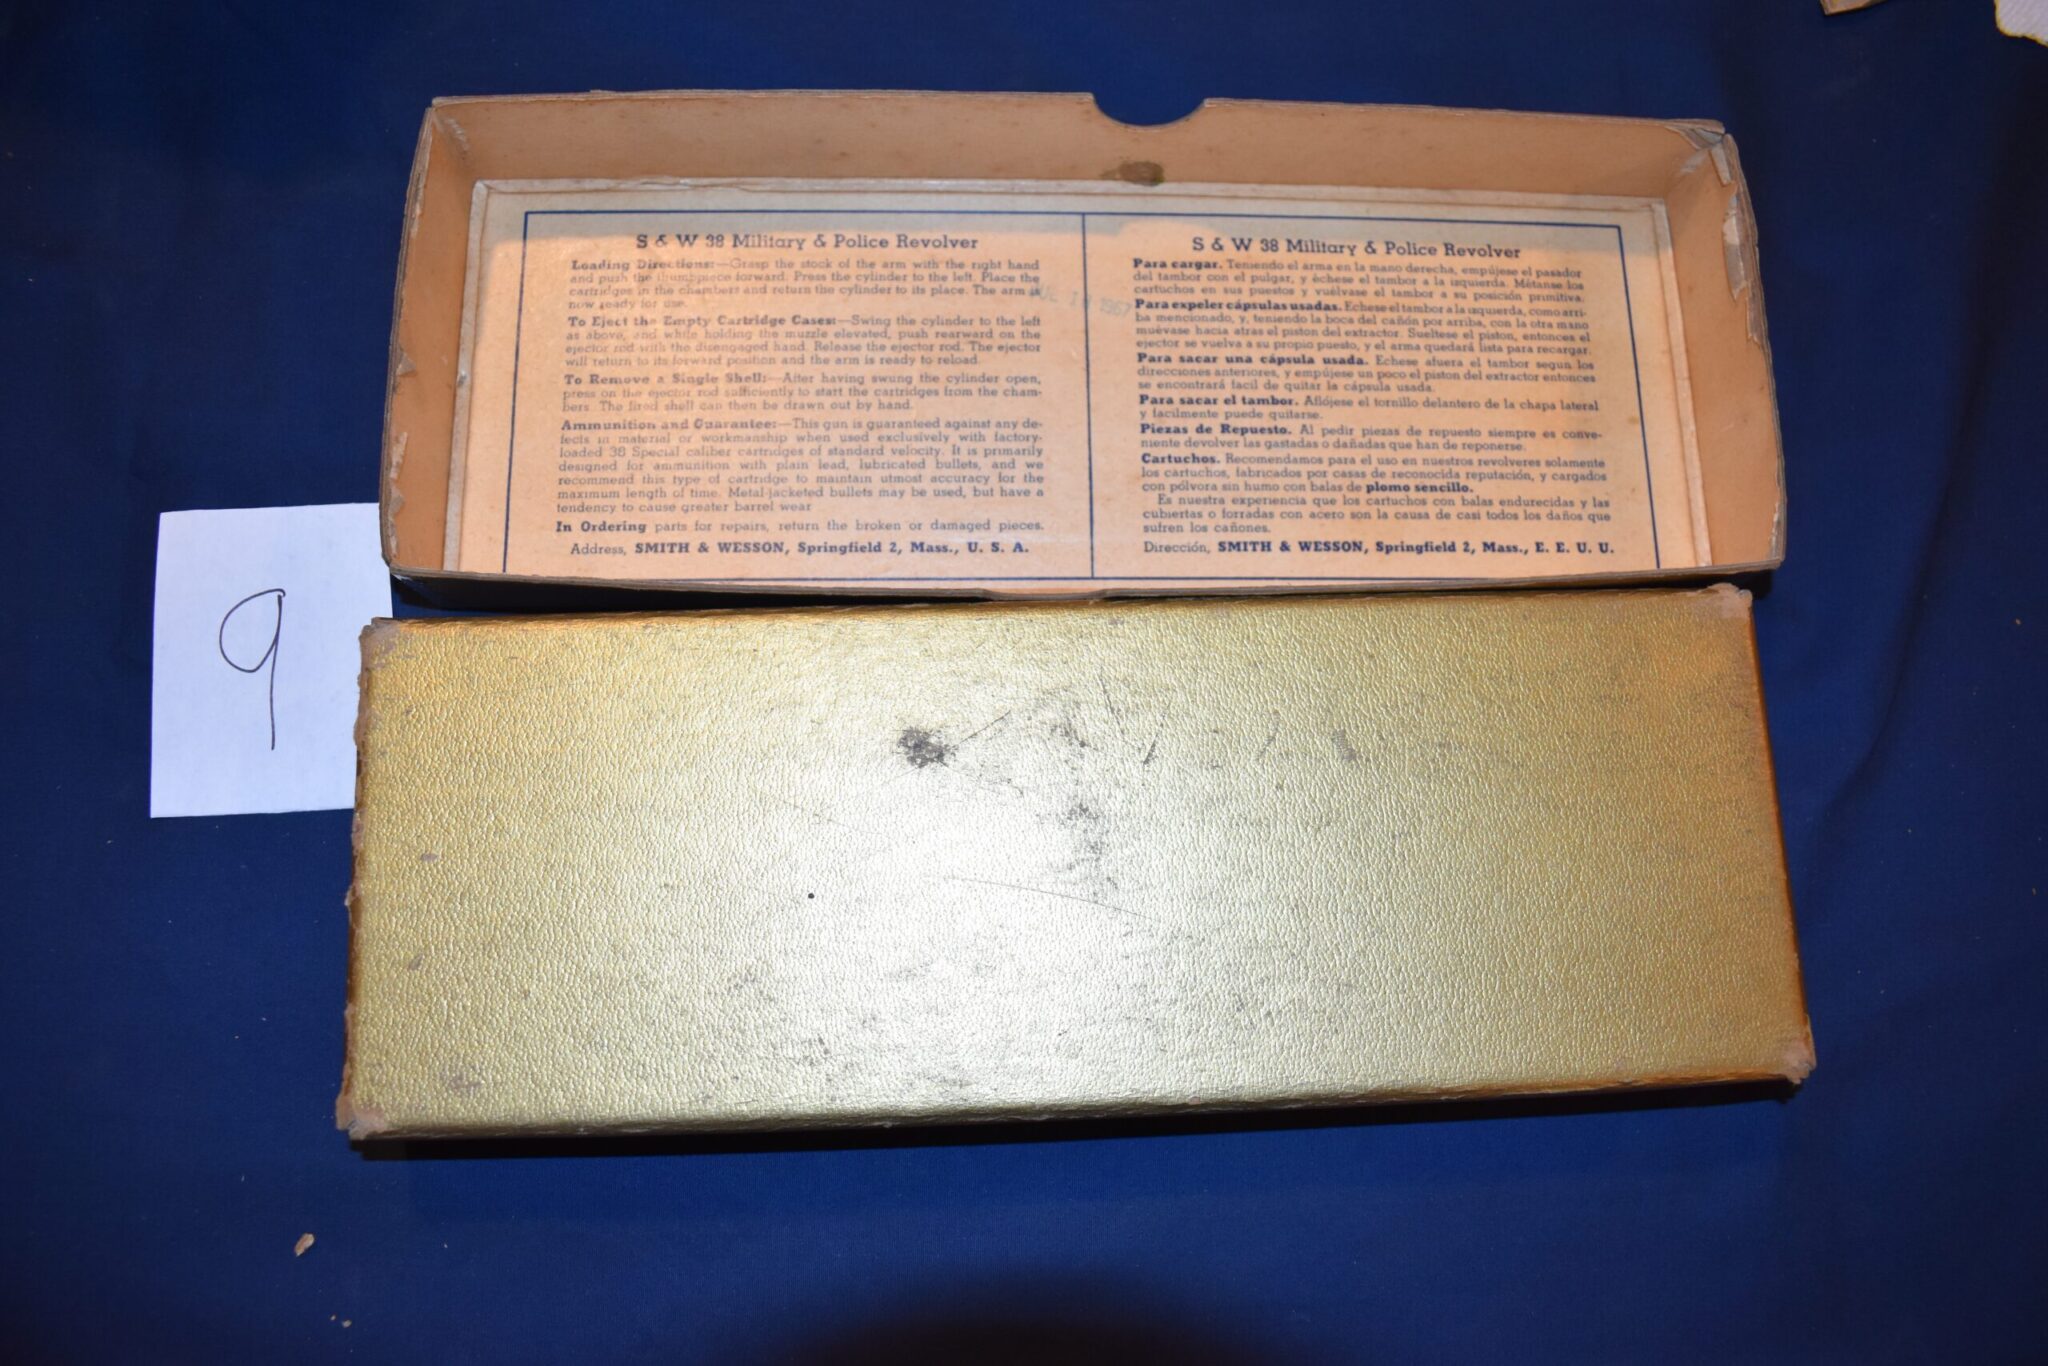 S & W 38 Military & Police Revolver
Loading Directions:—Grasp the stock of the arm with the right hand
and push the thumbpiece forward. Press the cylinder to the left. Place the
cartridges in the chambers and return the cylinder to its place. The arm is
now ready for use.
To Eject the Empty Cartridge Cases:—Swing the cylinder to the left
as above, and while holding the muzzle elevated, push rearward on the
ejector rod with the disengaged hand. Release the ejector rod. The ejector
will return to its forward position and the arm is ready to reload.
To Remove a Single Shell:—After having swung the cylinder open,
press on the ejector rod sufficiently to start the cartridges from the cham-
bers. The fired shell can then be drawn out by hand.
Ammunition and Guarantee:—This gun is guaranteed against any de-
fects in material or workmanship when used exclusively with factory-
loaded 38 Special caliber cartridges of standard velocity. It is primarily
designed for ammunition with plain lead, lubricated bullets, and we
recommend this type of cartridge to maintain utmost accuracy for the
maximum length of time. Metal-jacketed bullets may be used, but have a
tendency to cause greater barrel wear
In Ordering parts for repairs, return the broken or damaged pieces.
Address, SMITH & WESSON, Springfield 2, Mass., U. S. A.
1967
S & W 38 Military & Police Revolver
Para cargar. Teniendo el arma en la mano derecha, empújese el pasador
del tambor con el pulgar, y échese el tambor a la izquierda. Métanse los
cartuchos en sus puestos y vuélvase el tambor a su posición primitiva.
Para expeler cápsulas usadas. Echese el tambor a la izquierda, como arri-
ba mencionado, y, teniendo la boca del cañón por arriba, con la otra mano
muévase hacia atras el piston del extractor. Sueltese el piston, entonces el
ejector se vuelva a su propio puesto, y el arma quedará lista para recargar.
Para sacar una cápsula usada. Echese afuera el tambor segun los
direcciones anteriores, y empújese un poco el piston del extractor entonces
se encontrará facil de quitar la cápsula usada.
Para sacar el tambor. Aflójese el tornillo delantero de la chapa lateral
y facilmente puede quitarse.
Piezas de Repuesto. Al pedir piezas de repuesto siempre es conve-
niente devolver las gastadas o dañadas que han de reponerse.
Cartuchos. Recomendamos para el uso en nuestros revolveres solamente
los cartuchos, fabricados por casas de reconocida reputación, y cargados
con pólvora sin humo con balas de plomo sencillo.
Es nuestra experiencia que los cartuchos con balas endurecidas y las
cubiertas o forradas con acero son la causa de casi todos los daños que
sufren los cañones.
Dirección, SMITH & WESSON, Springfield 2, Mass., E. E. U. U.
9